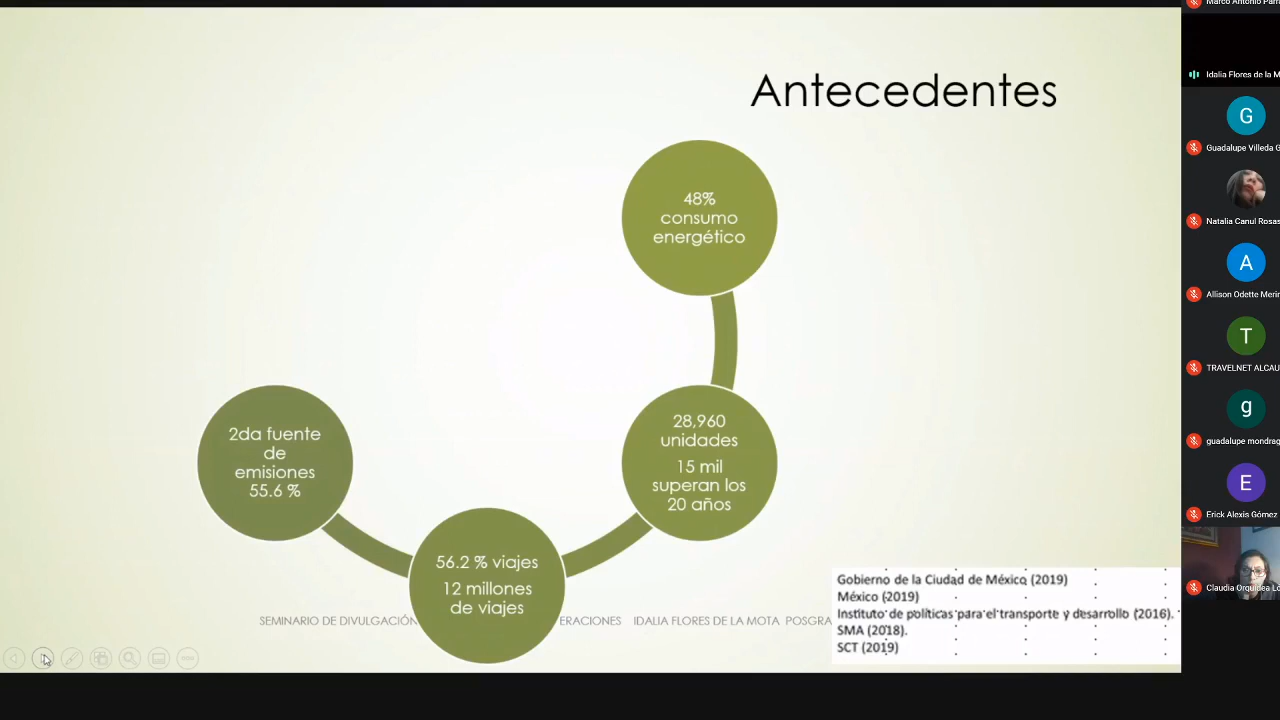 Antecedentes
48%
consumo
energético
28,960
unidades
15 mil
superan los
20 años
56.2 % viajes
12 millones
de viajes
2da fuente
de
emisiones
55.6 %
SEMINARIO DE DIVULGACIÓN ERACIONES IDALIA FLORES DE LA MOTA POSGRA
Gobierno de la Ciudad de México (2019)
México (2019)
Instituto de políticas para el transporte y desarrollo (2016).
SMA (2018).
SCT (2019)
Marco Antonio Parra
Idalia Flores de la M
G
Guadalupe Villeda G
Natalia Canul Rosas
A
Allison Odette Merin
T
TRAVELNET ALCAU
g
guadalupe mondrag
E
Erick Alexis Gómez
Claudia Orquidea Ló